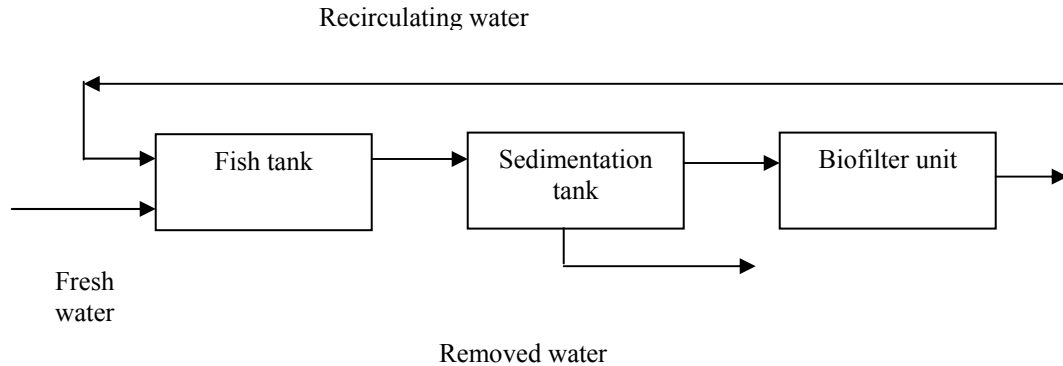 Recirculating water
Fish tank
Sedimentation
tank
Biofilter unit
Fresh
water
Removed water